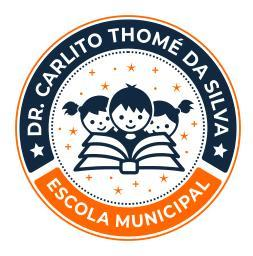 DR. CARLITO THOMÉ DA SILVA
ESCOLA MUNICIPAL